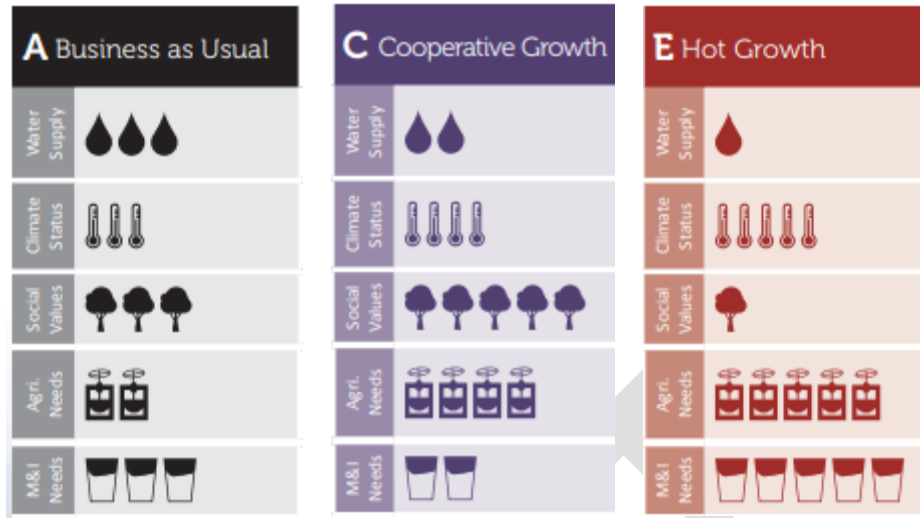 A Business as Usual
Water
Supply
Climate
Status
Social
Values
Agri.
Needs
M&I
Needs
C Cooperative Growth
Water
Supply
Climate
Status
Social
Values
Agri.
Needs
M&I
Needs
E Hot Growth
Water
Supply
Climate
Status
Social
Values
Agri.
Needs
M&I
Needs